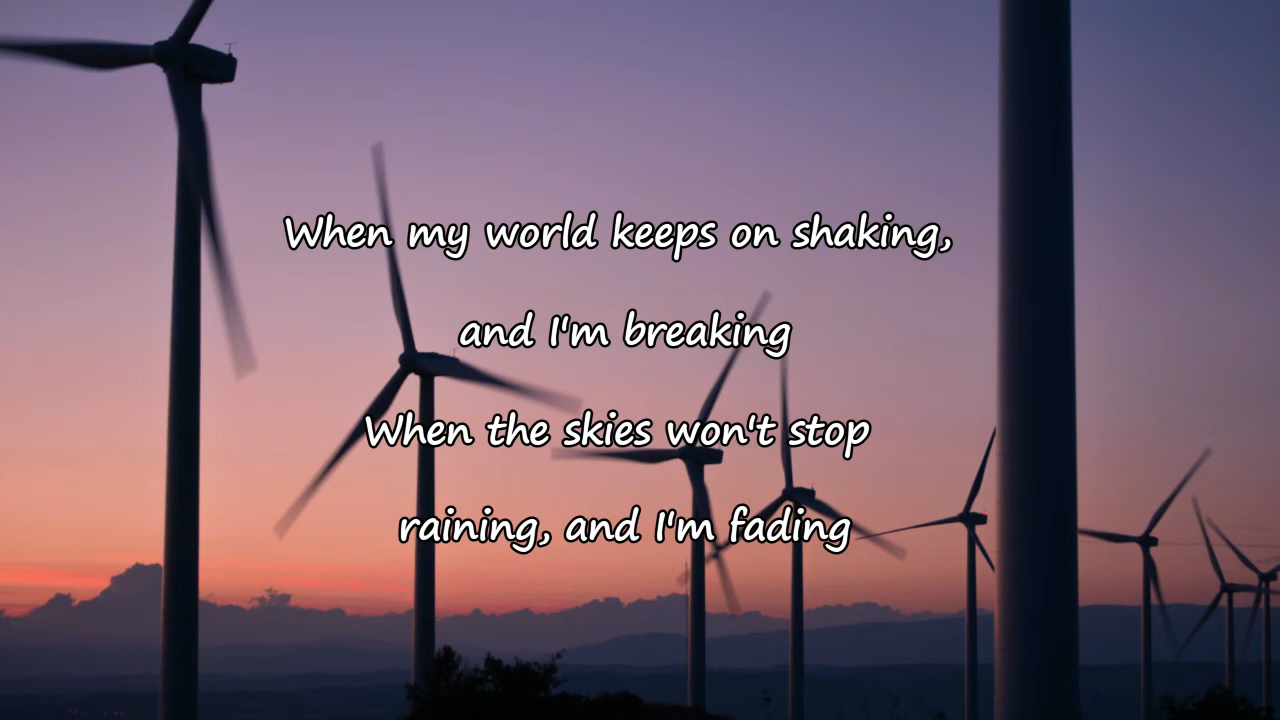 When my world keeps on shaking,
and I'm breaking
When the skies won't stop
raining, and I'm fading